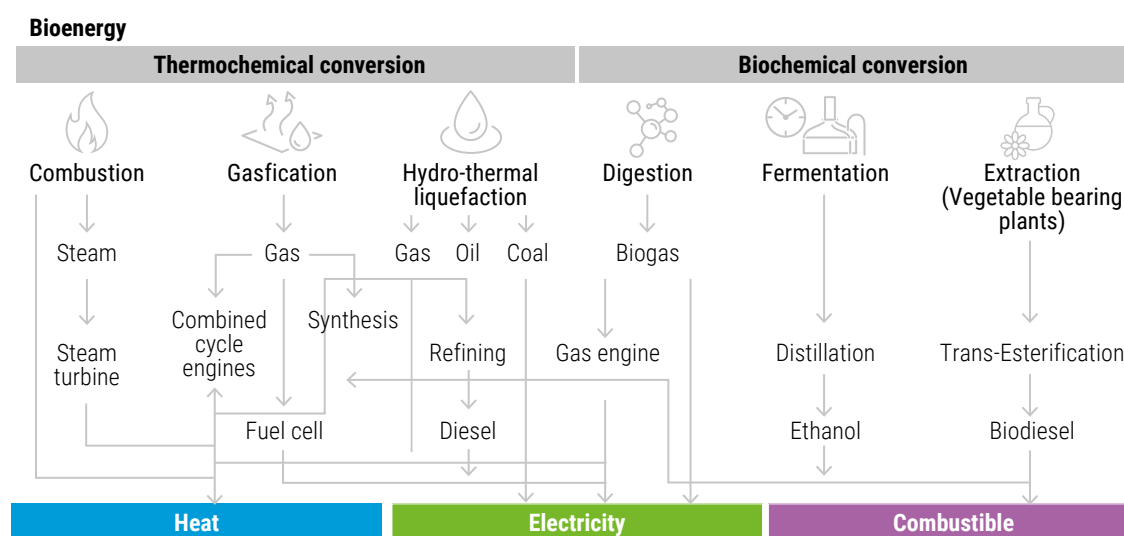 Bioenergy
Thermochemical conversion
Biochemical conversion
Combustion
Gasfication
Hydro-thermal
liquefaction
Digestion
Fermentation
Extraction
(Vegetable bearing
plants)
Steam
Gas
Gas
Oil
Coal
Biogas
Combined
cycle
engines
Synthesis
Steam
turbine
Refining
Gas engine
Distillation
Trans-Esterification
Fuel cell
Diesel
Ethanol
Biodiesel
Heat
Electricity
Combustible